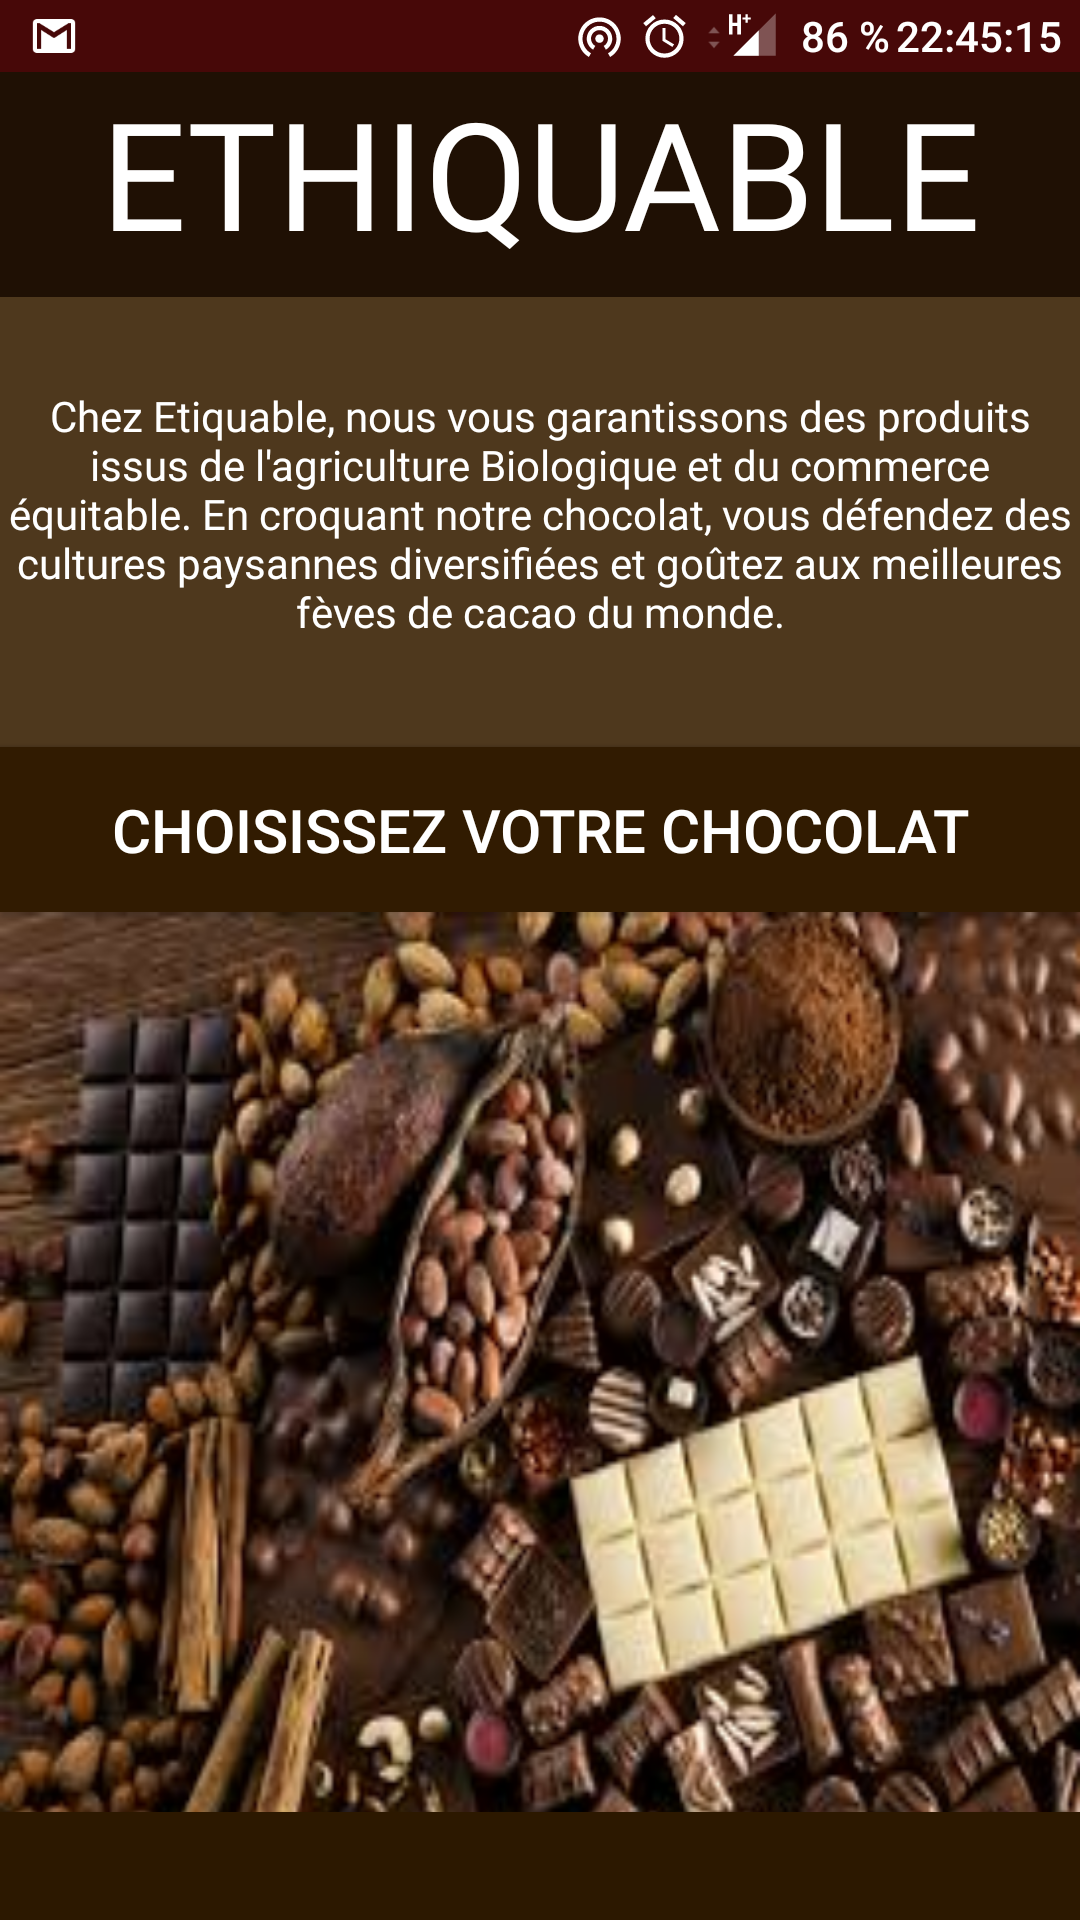 H+ 86 % 22:45:15
ETHIQUABLE
Chez Etiquable, nous vous garantissons des produits
issus de l'agriculture Biologique et du commerce
équitable. En croquant notre chocolat, vous défendez des
cultures paysannes diversifiées et goûtez aux meilleures
fèves de cacao du monde.
CHOISISSEZ VOTRE CHOCOLAT